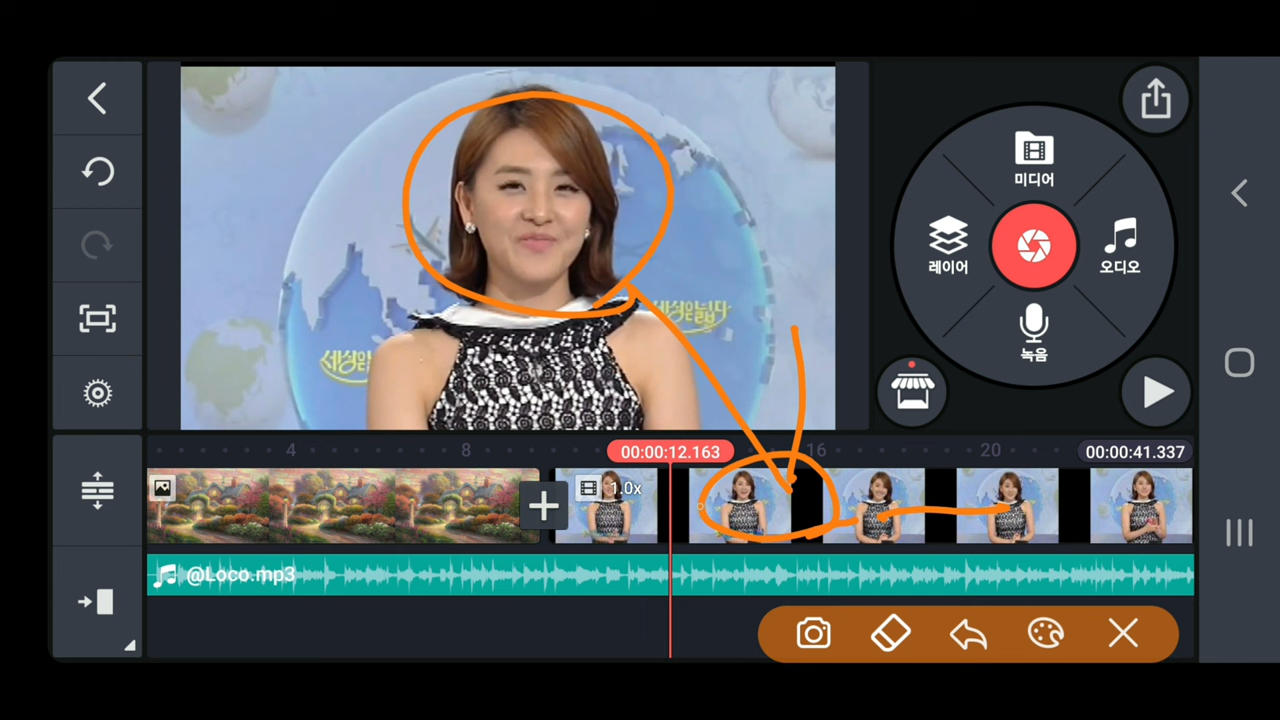 미디어
레이어
오디오
녹음
4
8
00:00:12.163
16
20
00:00:41.337
1.0x
@Loco.mp3